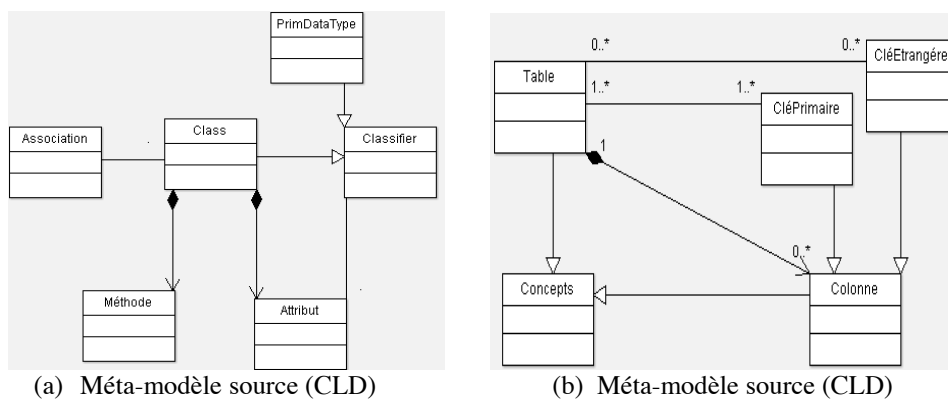 PrimDataType
Association
Class
Classifier
Méthode
Attribut
(a) Méta-modèle source (CLD)
0..*
0..*
CléEtrangére
Table
1..*
1..*
CléPrimaire
1
0..*
Concepts
Colonne
(b) Méta-modèle source (CLD)